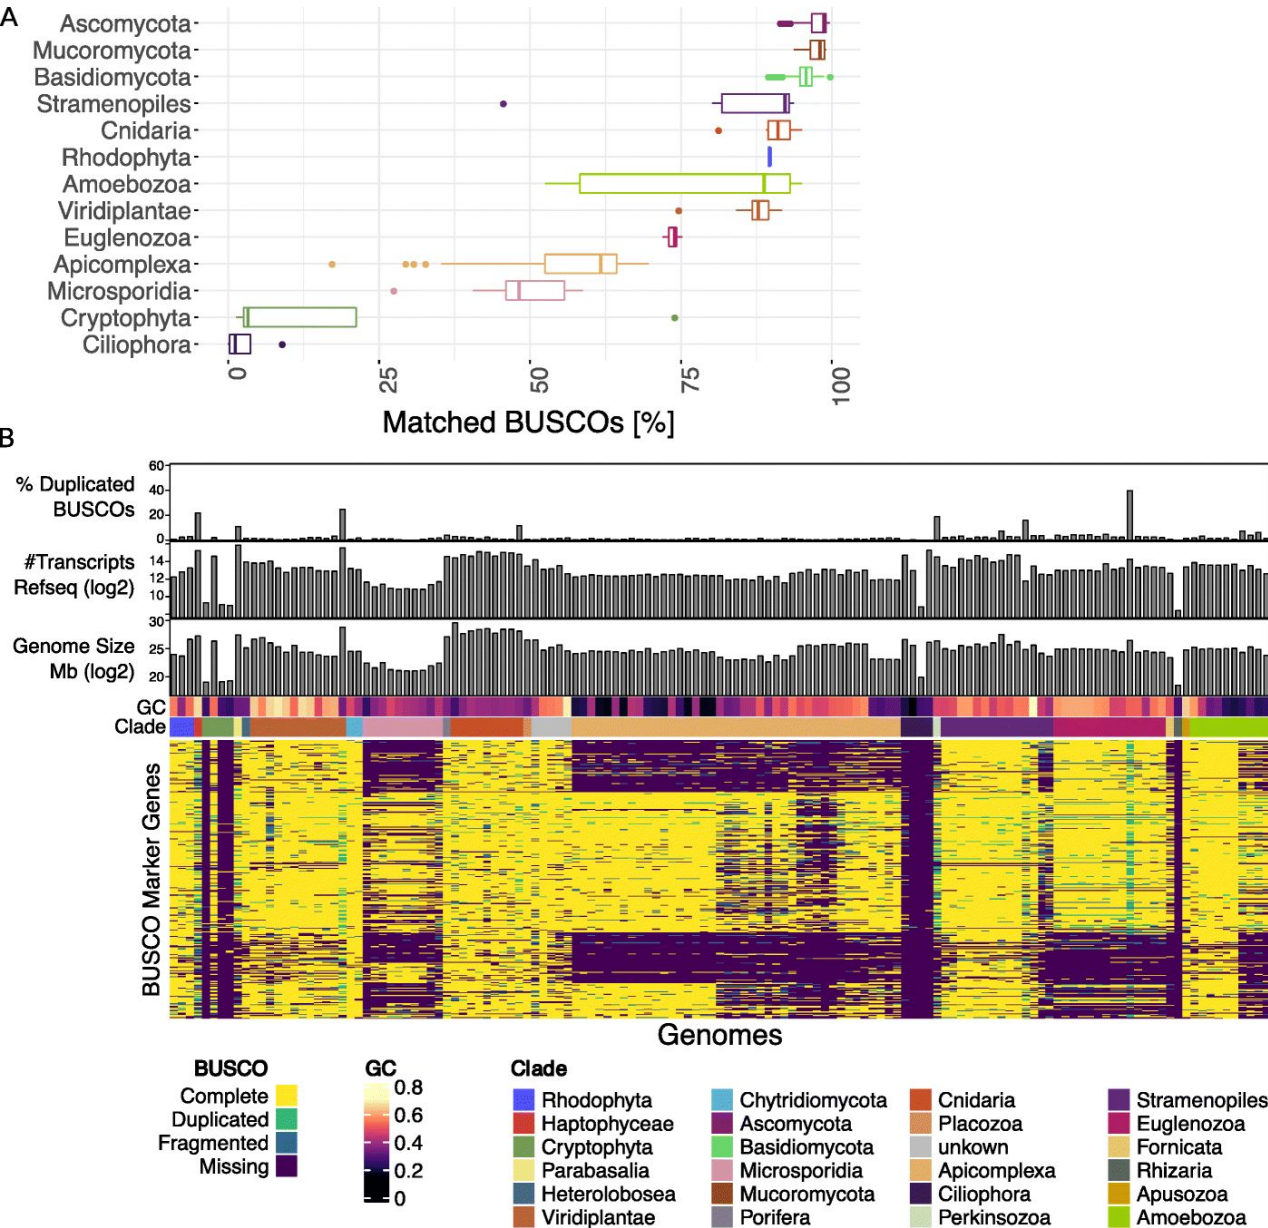 A
Ascomycota
Mucoromycota
Basidiomycota
Stramenopiles
Cnidaria
Rhodophyta
Amoebozoa
Viridiplantae
Euglenozoa
Apicomplexa
Microsporidia
Cryptophyta
Ciliophora
0 25 50 75 100
Matched BUSCOs [%]
B
% Duplicated
BUSCOs
60
40
20
0
#Transcripts
Refseq (log2)
14
12
10
Genome Size
Mb (log2)
30
25
20
GC
Clade
BUSCO Marker Genes
Genomes
BUSCO
Complete
Duplicated
Fragmented
Missing
GC
0.8
0.6
0.4
0.2
0
Clade
Rhodophyta Chytridiomycota Cnidaria Stramenopiles
Haptophyceae Ascomycota Placozoa Euglenozoa
Cryptophyta Basidiomycota unkown Fornicata
Parabasalia Microsporidia Apicomplexa Rhizaria
Heterolobosea Mucoromycota Ciliophora Apusozoa
Viridiplantae Porifera Perkinsozoa Amoebozoa